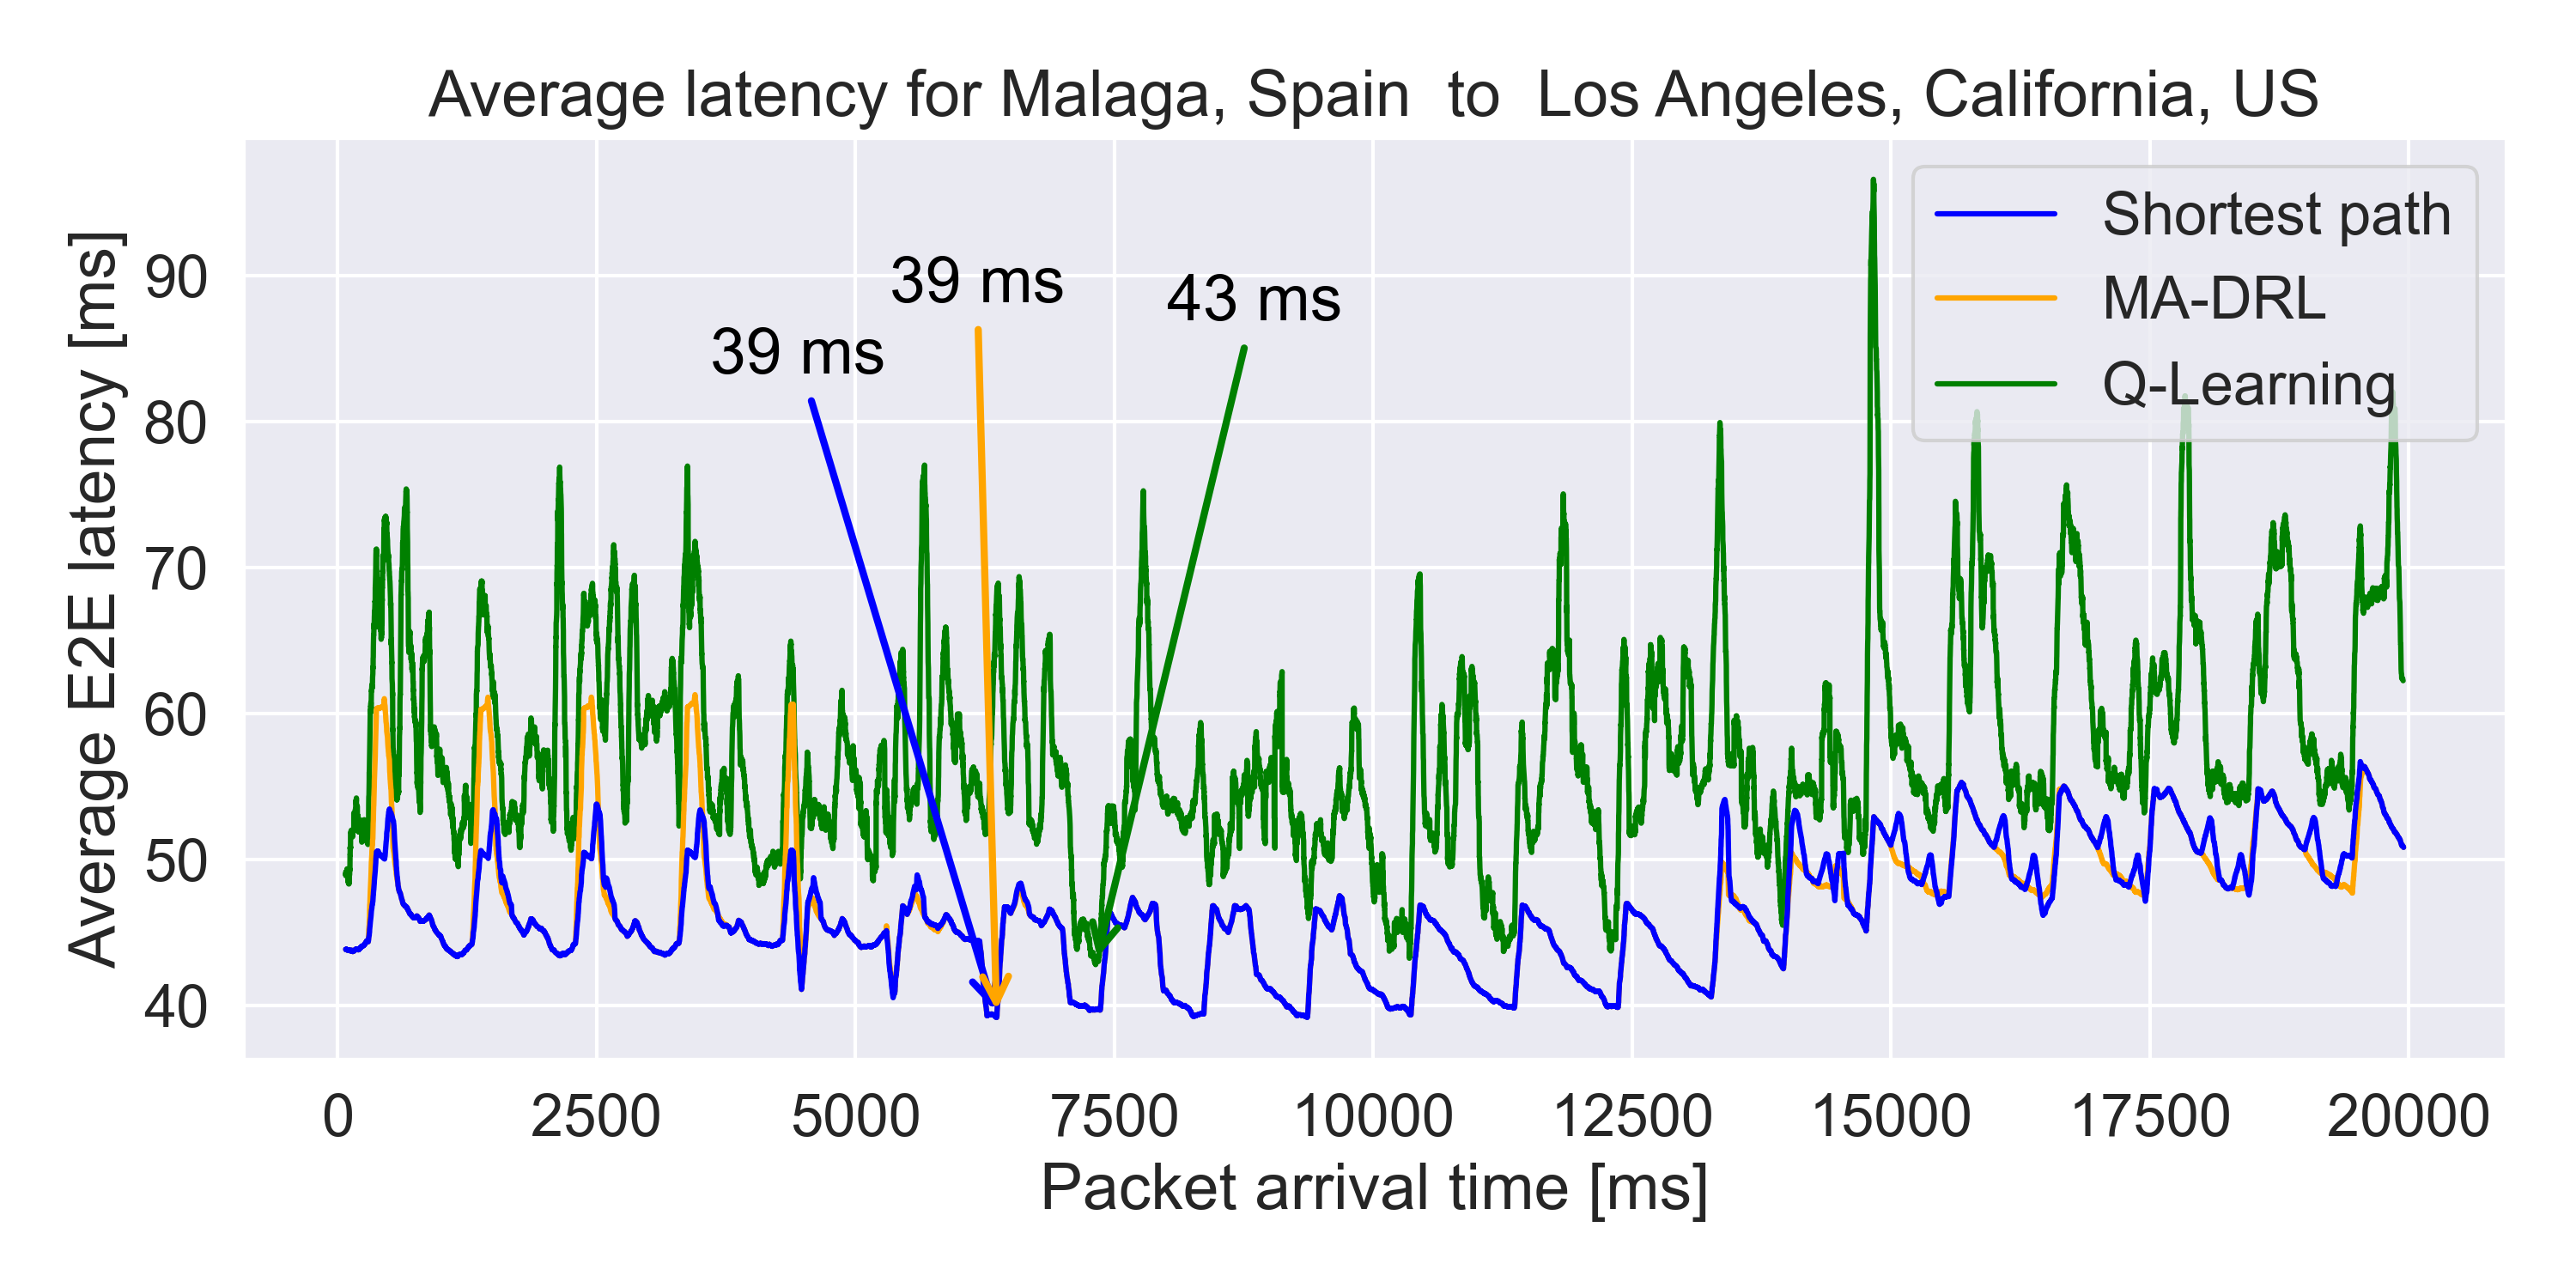 Average latency for Malaga, Spain  to  Los Angeles, California, US
Average E2E latency [ms]
90
80
70
60
50
40
39 ms
39 ms
43 ms
Shortest path
MA-DRL
Q-Learning
0 2500 5000 7500 10000 12500 15000 17500 20000
Packet arrival time [ms]